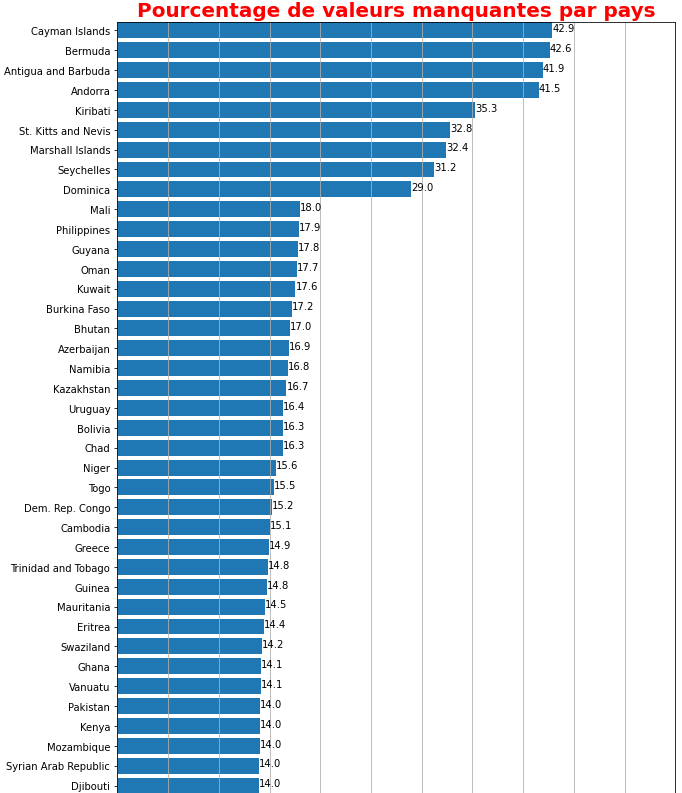 Pourcentage de valeurs manquantes par pays
Cayman Islands 42.9
Bermuda 42.6
Antigua and Barbuda 41.9
Andorra 41.5
Kiribati 35.3
St. Kitts and Nevis 32.8
Marshall Islands 32.4
Seychelles 31.2
Dominica 29.0
Mali 18.0
Philippines 17.9
Guyana 17.8
Oman 17.7
Kuwait 17.6
Burkina Faso 17.2
Bhutan 17.0
Azerbaijan 16.9
Namibia 16.8
Kazakhstan 16.7
Uruguay 16.4
Bolivia 16.3
Chad 16.3
Niger 15.6
Togo 15.5
Dem. Rep. Congo 15.2
Cambodia 15.1
Greece 14.9
Trinidad and Tobago 14.8
Guinea 14.8
Mauritania 14.5
Eritrea 14.4
Swaziland 14.2
Ghana 14.1
Vanuatu 14.1
Pakistan 14.0
Kenya 14.0
Mozambique 14.0
Syrian Arab Republic 14.0
Djibouti 14.0